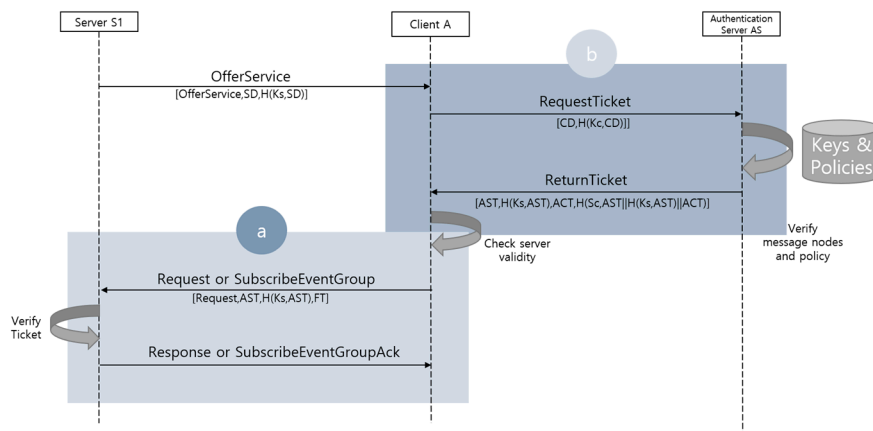 Server S1
Client A
Authentication
Server AS
b
OfferService
[OfferService,SD,H(Ks,SD)]
RequestTicket
[CD,H(Kc,CD)]]
Keys &
Policies
ReturnTicket
[AST,H(Ks,AST),ACT,H(Sc,AST||H(Ks,AST)||ACT)]
a
Check server
validity
Verify
message nodes
and policy
Request or SubscribeEventGroup
[Request,AST,H(Ks,AST),FT]
Verify
Ticket
Response or SubscribeEventGroupAck